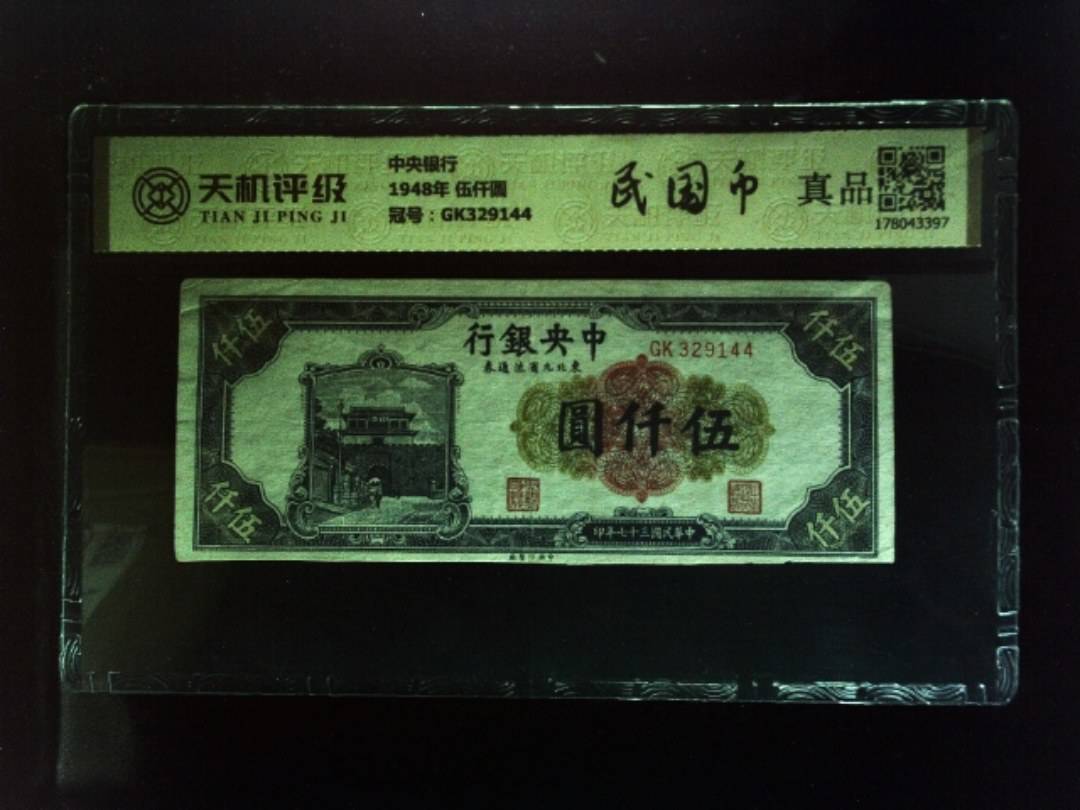 天机评级
TIAN JI PING JI
中央银行
1948年 伍仟圓
冠号：GK329144
民国币
真品
178043397
行銀央中
GK 329144
券通流省九北東
圓仟伍
仟伍
仟伍
仟伍
仟伍
印年七十三國民華中